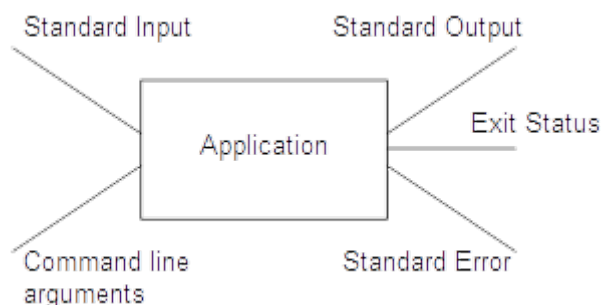 Standard Input
Standard Output
Exit Status
Application
Command line
arguments
Standard Error